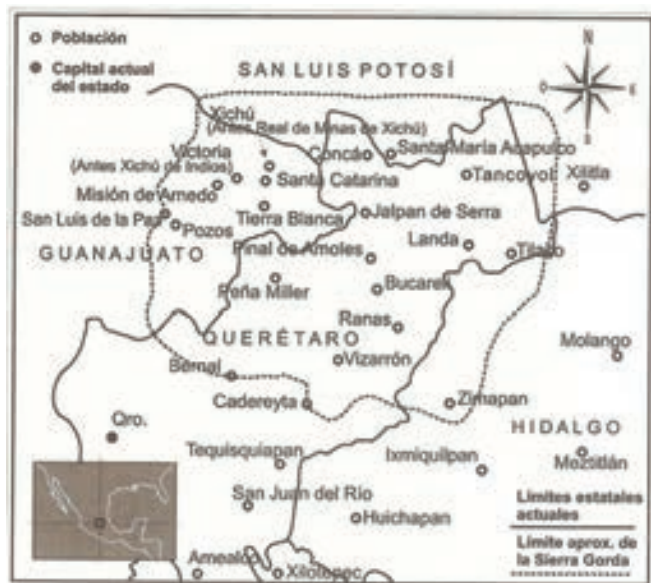 Población
Capital actual
del estado
N
O
E
S
SAN LUIS POTOSÍ
Xichú
(Antes Real de Minas de Xichú)
Victoria
(Antes Xichú de Indios)
Concá
Santa María Acapulco
Santa Catarina
Tancoyol
Xilitla
Misión de Arnedo
San Luis de la Paz
Pozos
Tierra Blanca
Jalpan de Serra
GUANAJUATO
Pinal de Amoles
Landa
Tilaco
Peña Miller
Bucareli
Ranas
QUERÉTARO
Vizarrón
Molango
Bernal
Cadereyta
Zimapan
Qro.
HIDALGO
Tequisquiapan
Ixmiquilpan
Meztitlán
San Juan del Río
Huichapan
Límites estatales
actuales
Límite aprox. de
la Sierra Gorda
Amealco
Xilotepec